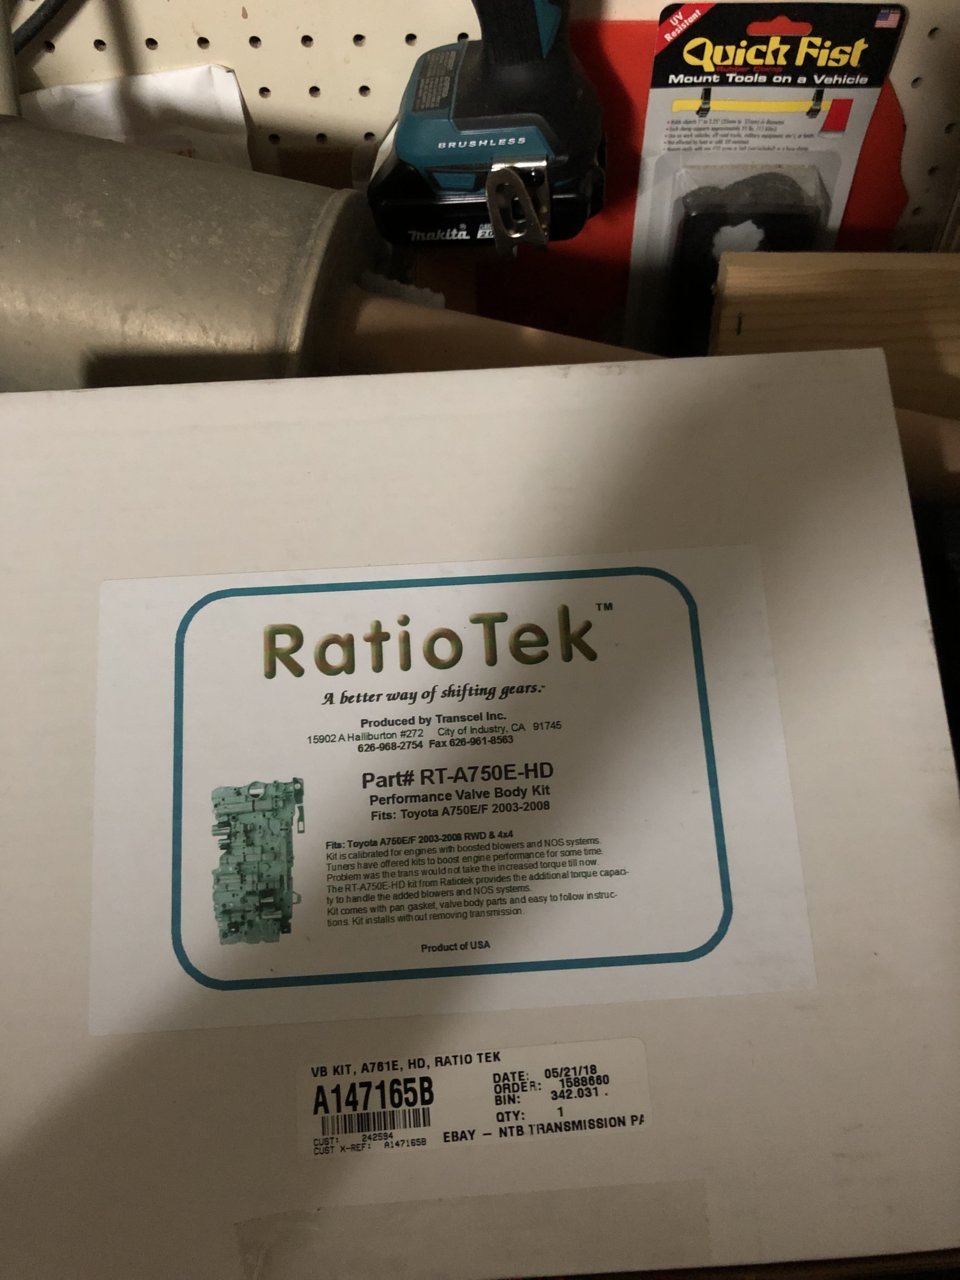 UV
Resistant
Quick Fist
Rubber Clamp
Mount Tools on a Vehicle
BRUSHLESS
makita
RatioTek™
A better way of shifting gears.
Produced by Transcel Inc.
15902 A Halliburton #272 City of Industry, CA 91745
626-968-2754 Fax 626-961-8563
Part# RT-A750E-HD
Performance Valve Body Kit
Fits: Toyota A750E/F 2003-2008
Fits: Toyota A750E/F 2003-2008 RWD & 4x4
Kit is calibrated for engines with boosted blowers and NOS systems.
Tuners have offered kits to boost engine performance for some time.
Problem was the trans would not take the increased torque till now.
The RT-A750E-HD kit from Ratiotek provides the additional torque capaci-
ty to handle the added blowers and NOS systems.
Kit comes with pan gasket, valve body parts and easy to follow instruc-
tions. Kit installs without removing transmission.
Product of USA
VB KIT, A761E, HD, RATIO TEK
A147165B
DATE: 05/21/18
ORDER: 1588660
BIN: 342.031 .
QTY: 1
CUST: 242594
CUST X-REF: A147165B
EBAY - NTB TRANSMISSION PA